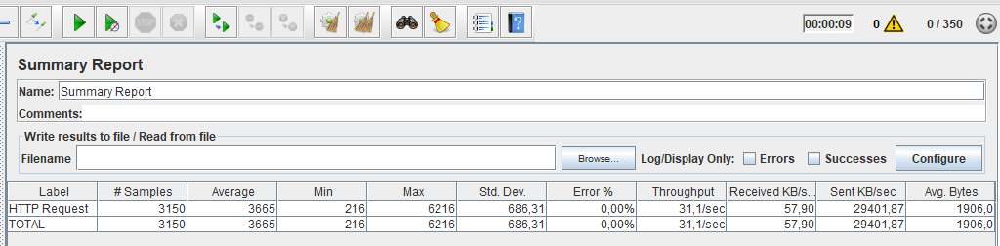 00:00:09 0 0 / 350
Summary Report
Name: Summary Report
Comments:
Write results to file / Read from file
Filename Browse... Log/Display Only: Errors Successes Configure
Label # Samples Average Min Max Std. Dev. Error % Throughput Received KB/s... Sent KB/sec Avg. Bytes
HTTP Request 3150 3665 216 6216 686,31 0,00% 31,1/sec 57,90 29401,87 1906,0
TOTAL 3150 3665 216 6216 686,31 0,00% 31,1/sec 57,90 29401,87 1906,0